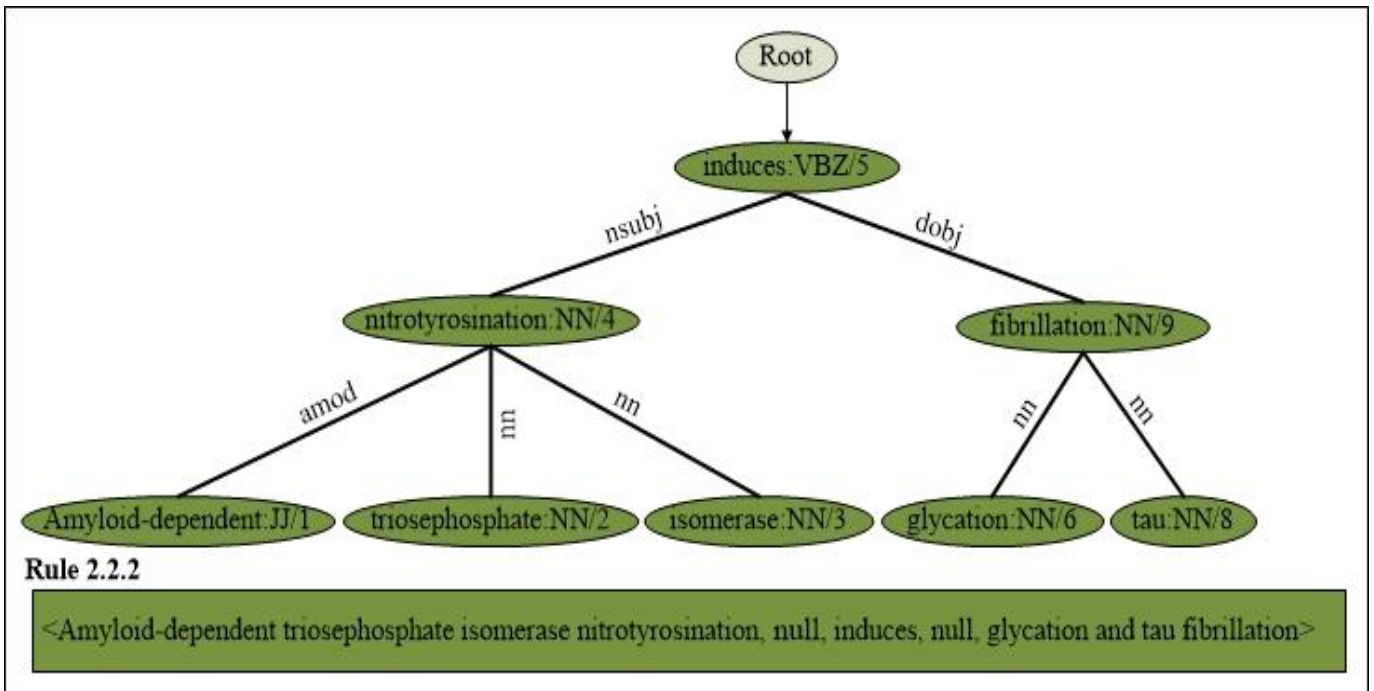 Root
induces:VBZ/5
nsubj
dobj
nitrotyrosination:NN/4
fibrillation:NN/9
amod
nn
nn
nn
nn
Amyloid-dependent:JJ/1
triosephosphate:NN/2
isomerase:NN/3
glycation:NN/6
tau:NN/8
Rule 2.2.2
<Amyloid-dependent triosephosphate isomerase nitrotyrosination, null, induces, null, glycation and tau fibrillation>